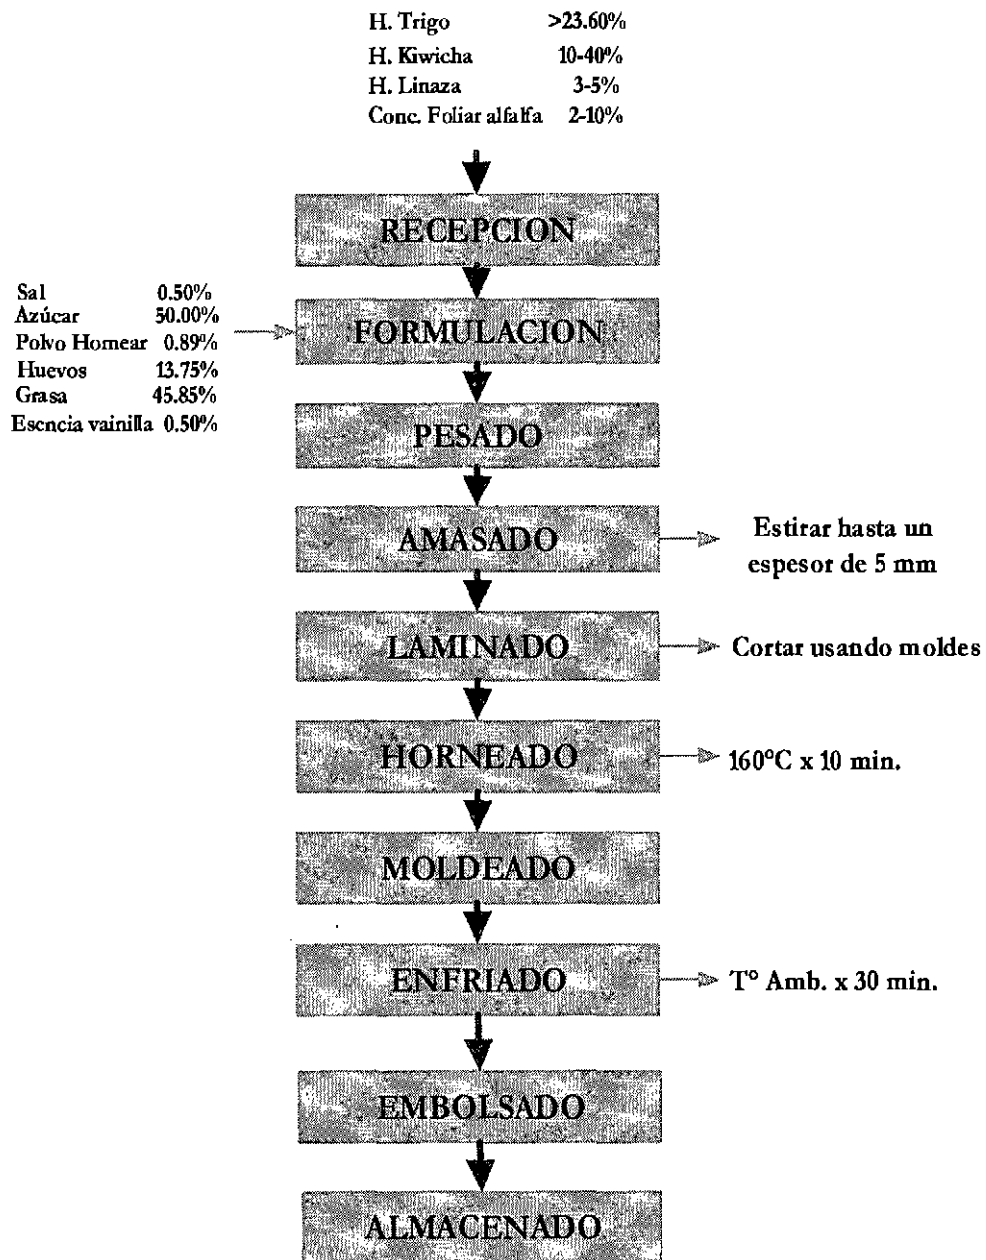 H. Trigo >23.60%
H. Kiwicha 10-40%
H. Linaza 3-5%
Conc. Foliar alfalfa 2-10%
RECEPCION
Sal 0.50%
Azúcar 50.00%
Polvo Hornear 0.89%
Huevos 13.75%
Grasa 45.85%
Esencia vainilla 0.50%
FORMULACION
PESADO
AMASADO
Estirar hasta un
espesor de 5 mm
LAMINADO
Cortar usando moldes
HORNEADO
160°C x 10 min.
MOLDEADO
ENFRIADO
T° Amb. x 30 min.
EMBOLSADO
ALMACENADO